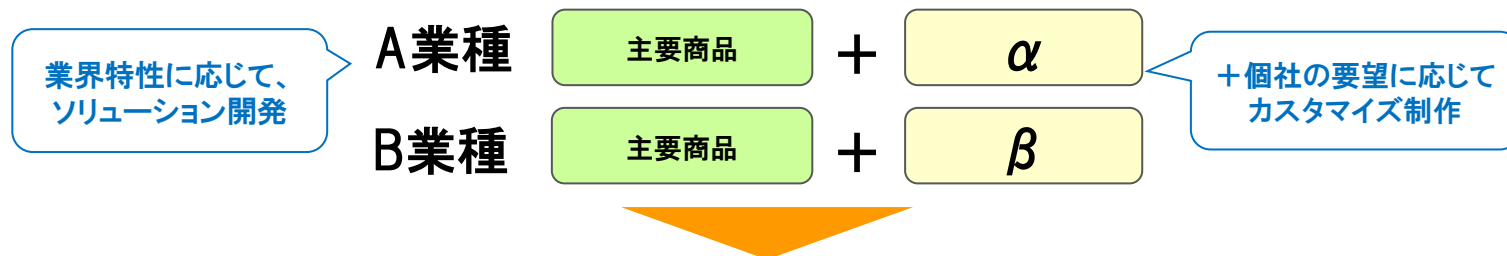 業界特性に応じて、
ソリューション開発
A業種 主要商品 ＋ α
＋個社の要望に応じて
カスタマイズ制作
B業種 主要商品 ＋ β